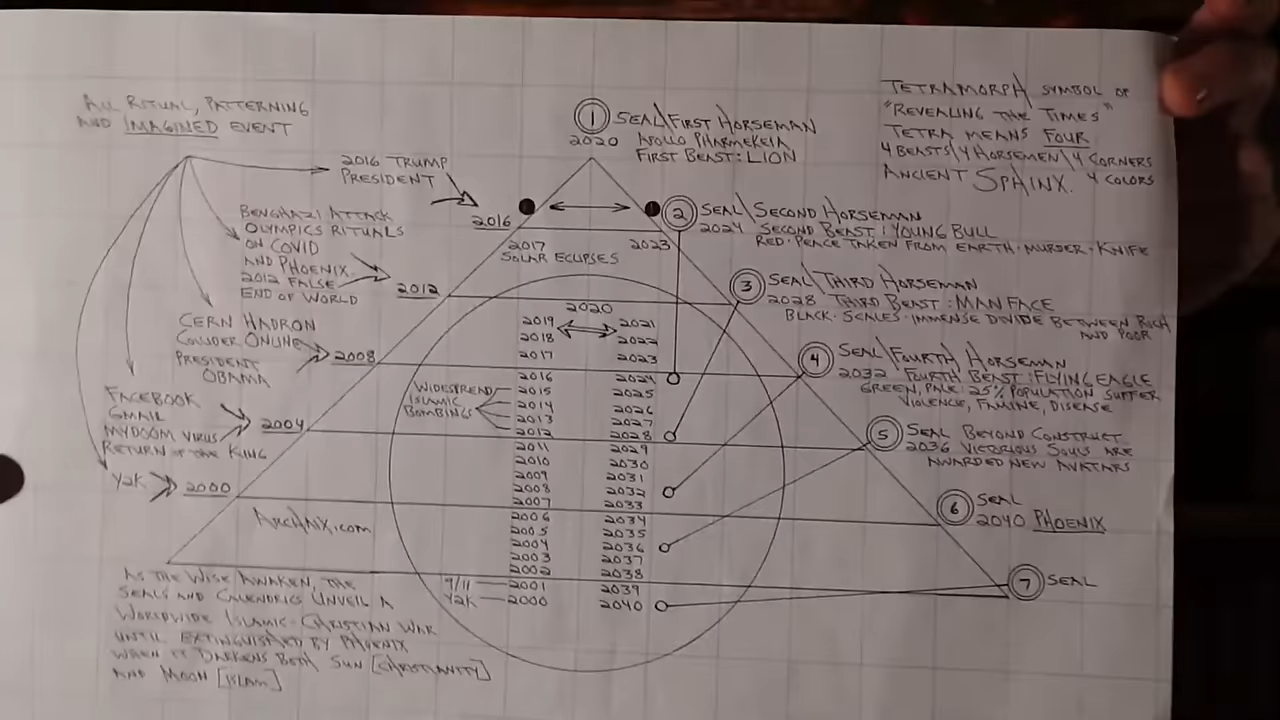 ALL RITUAL, PATTERNING
AND IMAGINED EVENT
2016 TRUMP
PRESIDENT
2016
BENGHAZI ATTACK
OLYMPICS RITUALS
ON COVID
AND PHOENIX
2012 FALSE
END OF WORLD
2012
CERN HADRON
COLLIDER ONLINE
PRESIDENT
OBAMA
2008
FACEBOOK
GMAIL
MYDOOM VIRUS
RETURN OF THE KING
2004
Y2K
2000
ARCHAIX.COM
AS THE WISE AWAKEN, THE
SEALS AND CALENDRICS UNVEIL A
WORLDWIDE ISLAMIC-CHRISTIAN WAR
UNTIL EXTINGUISHED BY PHOENIX
WHEN IT DARKENS BOTH SUN [CHRISTIANITY]
AND MOON [ISLAM]
1 SEAL/FIRST HORSEMAN
2020 APOLLO PHARMEKEIA
FIRST BEAST: LION
TETRAMORPH SYMBOL OF
"REVEALING THE TIMES"
TETRA MEANS FOUR
4 BEASTS/4 HORSEMEN/4 CORNERS
ANCIENT SPHINX. 4 COLORS
2 SEAL/SECOND HORSEMAN
2024 SECOND BEAST: YOUNG BULL
RED·PEACE TAKEN FROM EARTH·MURDER·KNIFE
2017 2023
SOLAR ECLIPSES
3 SEAL/THIRD HORSEMAN
2028 THIRD BEAST: MAN FACE
BLACK·SCALES·IMMENSE DIVIDE BETWEEN RICH
AND POOR
4 SEAL/FOURTH HORSEMAN
2032 FOURTH BEAST: FLYING EAGLE
GREEN, PALE: 25% POPULATION SUFFER
VIOLENCE, FAMINE, DISEASE
5 SEAL BEYOND CONSTRUCT
2036 VICTORIOUS SOULS ARE
AWARDED NEW AVATARS
6 SEAL
2040 PHOENIX
7 SEAL
2020
2019 2021
2018 2022
2017 2023
2016 2024
WIDESPREAD
ISLAMIC
BOMBINGS
2015 2025
2014 2026
2013 2027
2012 2028
2011 2029
2010 2030
2009 2031
2008 2032
2007 2033
2006 2034
2005 2035
2004 2036
2003 2037
2002 2038
9/11 2001 2039
Y2K 2000 2040